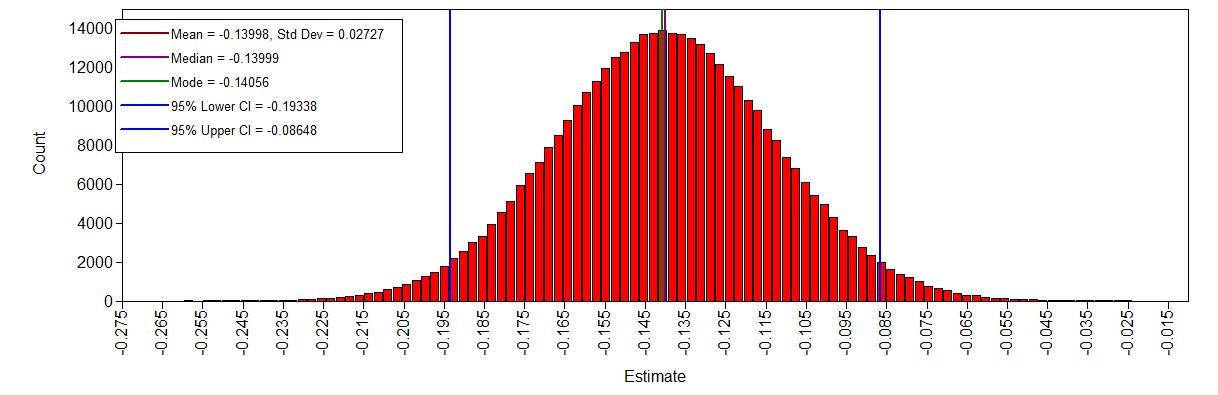 14000
12000
10000
8000
6000
4000
2000
0
Count
Mean = -0.13998, Std Dev = 0.02727
Median = -0.13999
Mode = -0.14056
95% Lower CI = -0.19338
95% Upper CI = -0.08648
-0.275 -0.265 -0.255 -0.245 -0.235 -0.225 -0.215 -0.205 -0.195 -0.185 -0.175 -0.165 -0.155 -0.145 -0.135 -0.125 -0.115 -0.105 -0.095 -0.085 -0.075 -0.065 -0.055 -0.045 -0.035 -0.025 -0.015
Estimate